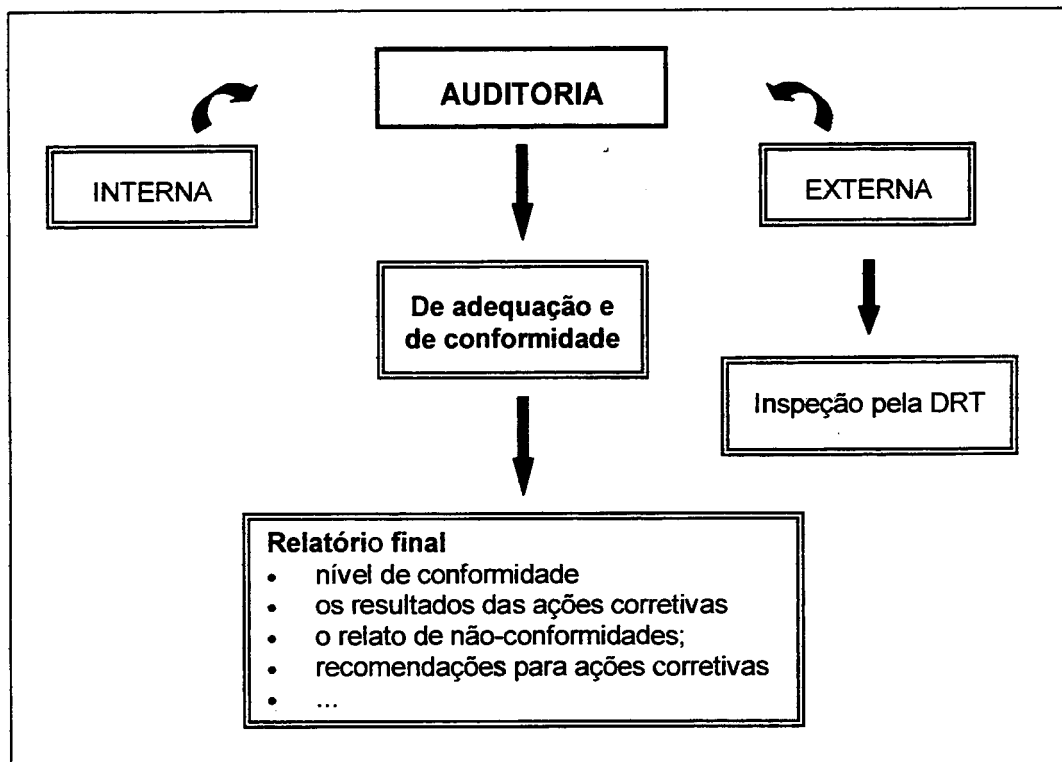 AUDITORIA
INTERNA
EXTERNA
De adequação e
de conformidade
Inspeção pela DRT
Relatório final
• nível de conformidade
• os resultados das ações corretivas
• o relato de não-conformidades;
• recomendações para ações corretivas
• ...